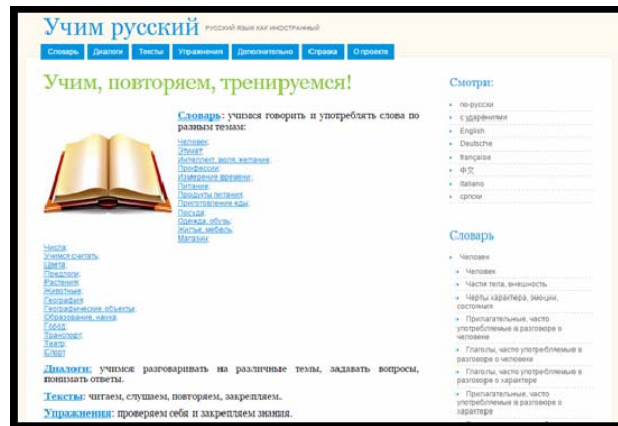 Учим русский
РУССКИЙ ЯЗЫК КАК ИНОСТРАННЫЙ
Словарь Диалоги Тексты Упражнения Дополнительно Справка О проекте
Учим, повторяем, тренируемся!
Словарь: учимся говорить и употреблять слова по
разным темам:
Человек;
Этикет;
Интеллект, воля, желание;
Профессии;
Измерение времени;
Питание;
Продукты питания;
Приготовление еды;
Посуда;
Одежда, обувь;
Жилье, мебель;
Магазин;
Числа;
Учимся считать;
Цвета;
Предлоги;
Растения;
Животные;
География
Географические объекты;
Образование, наука;
Город;
Транспорт;
Театр;
Спорт
Диалоги: учимся разговаривать на различные темы, задавать вопросы,
понимать ответы.
Тексты: читаем, слушаем, повторяем, закрепляем.
Упражнения: проверяем себя и закрепляем знания.
Смотри:
по-русски
с ударе́ниями
English
Deutsche
française
中文
Italiano
српски
Словарь
Человек
Человек
Части тела, внешность
Черты характера, эмоции,
состояния
Прилагательные, часто
употребляемые в разговоре о
человеке
Глаголы, часто употребляемые в
разговоре о человеке
Глаголы, часто употребляемые в
разговоре о характере
Прилагательные, часто
употребляемые в разговоре о
характере